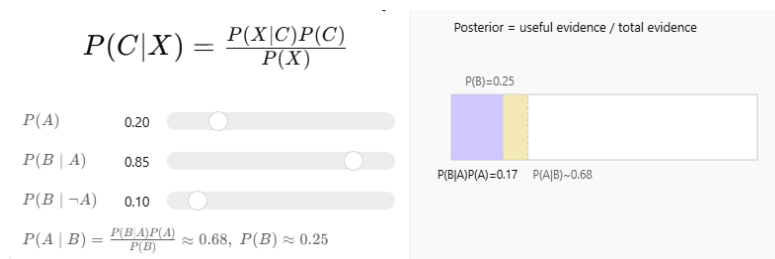 P(C|X) = P(X|C)P(C) / P(X)
P(A) 0.20
P(B | A) 0.85
P(B | ¬A) 0.10
P(A | B) = P(B|A)P(A) / P(B) ≈ 0.68, P(B) ≈ 0.25
Posterior = useful evidence / total evidence
P(B)=0.25
P(B|A)P(A)=0.17 P(A|B)~0.68